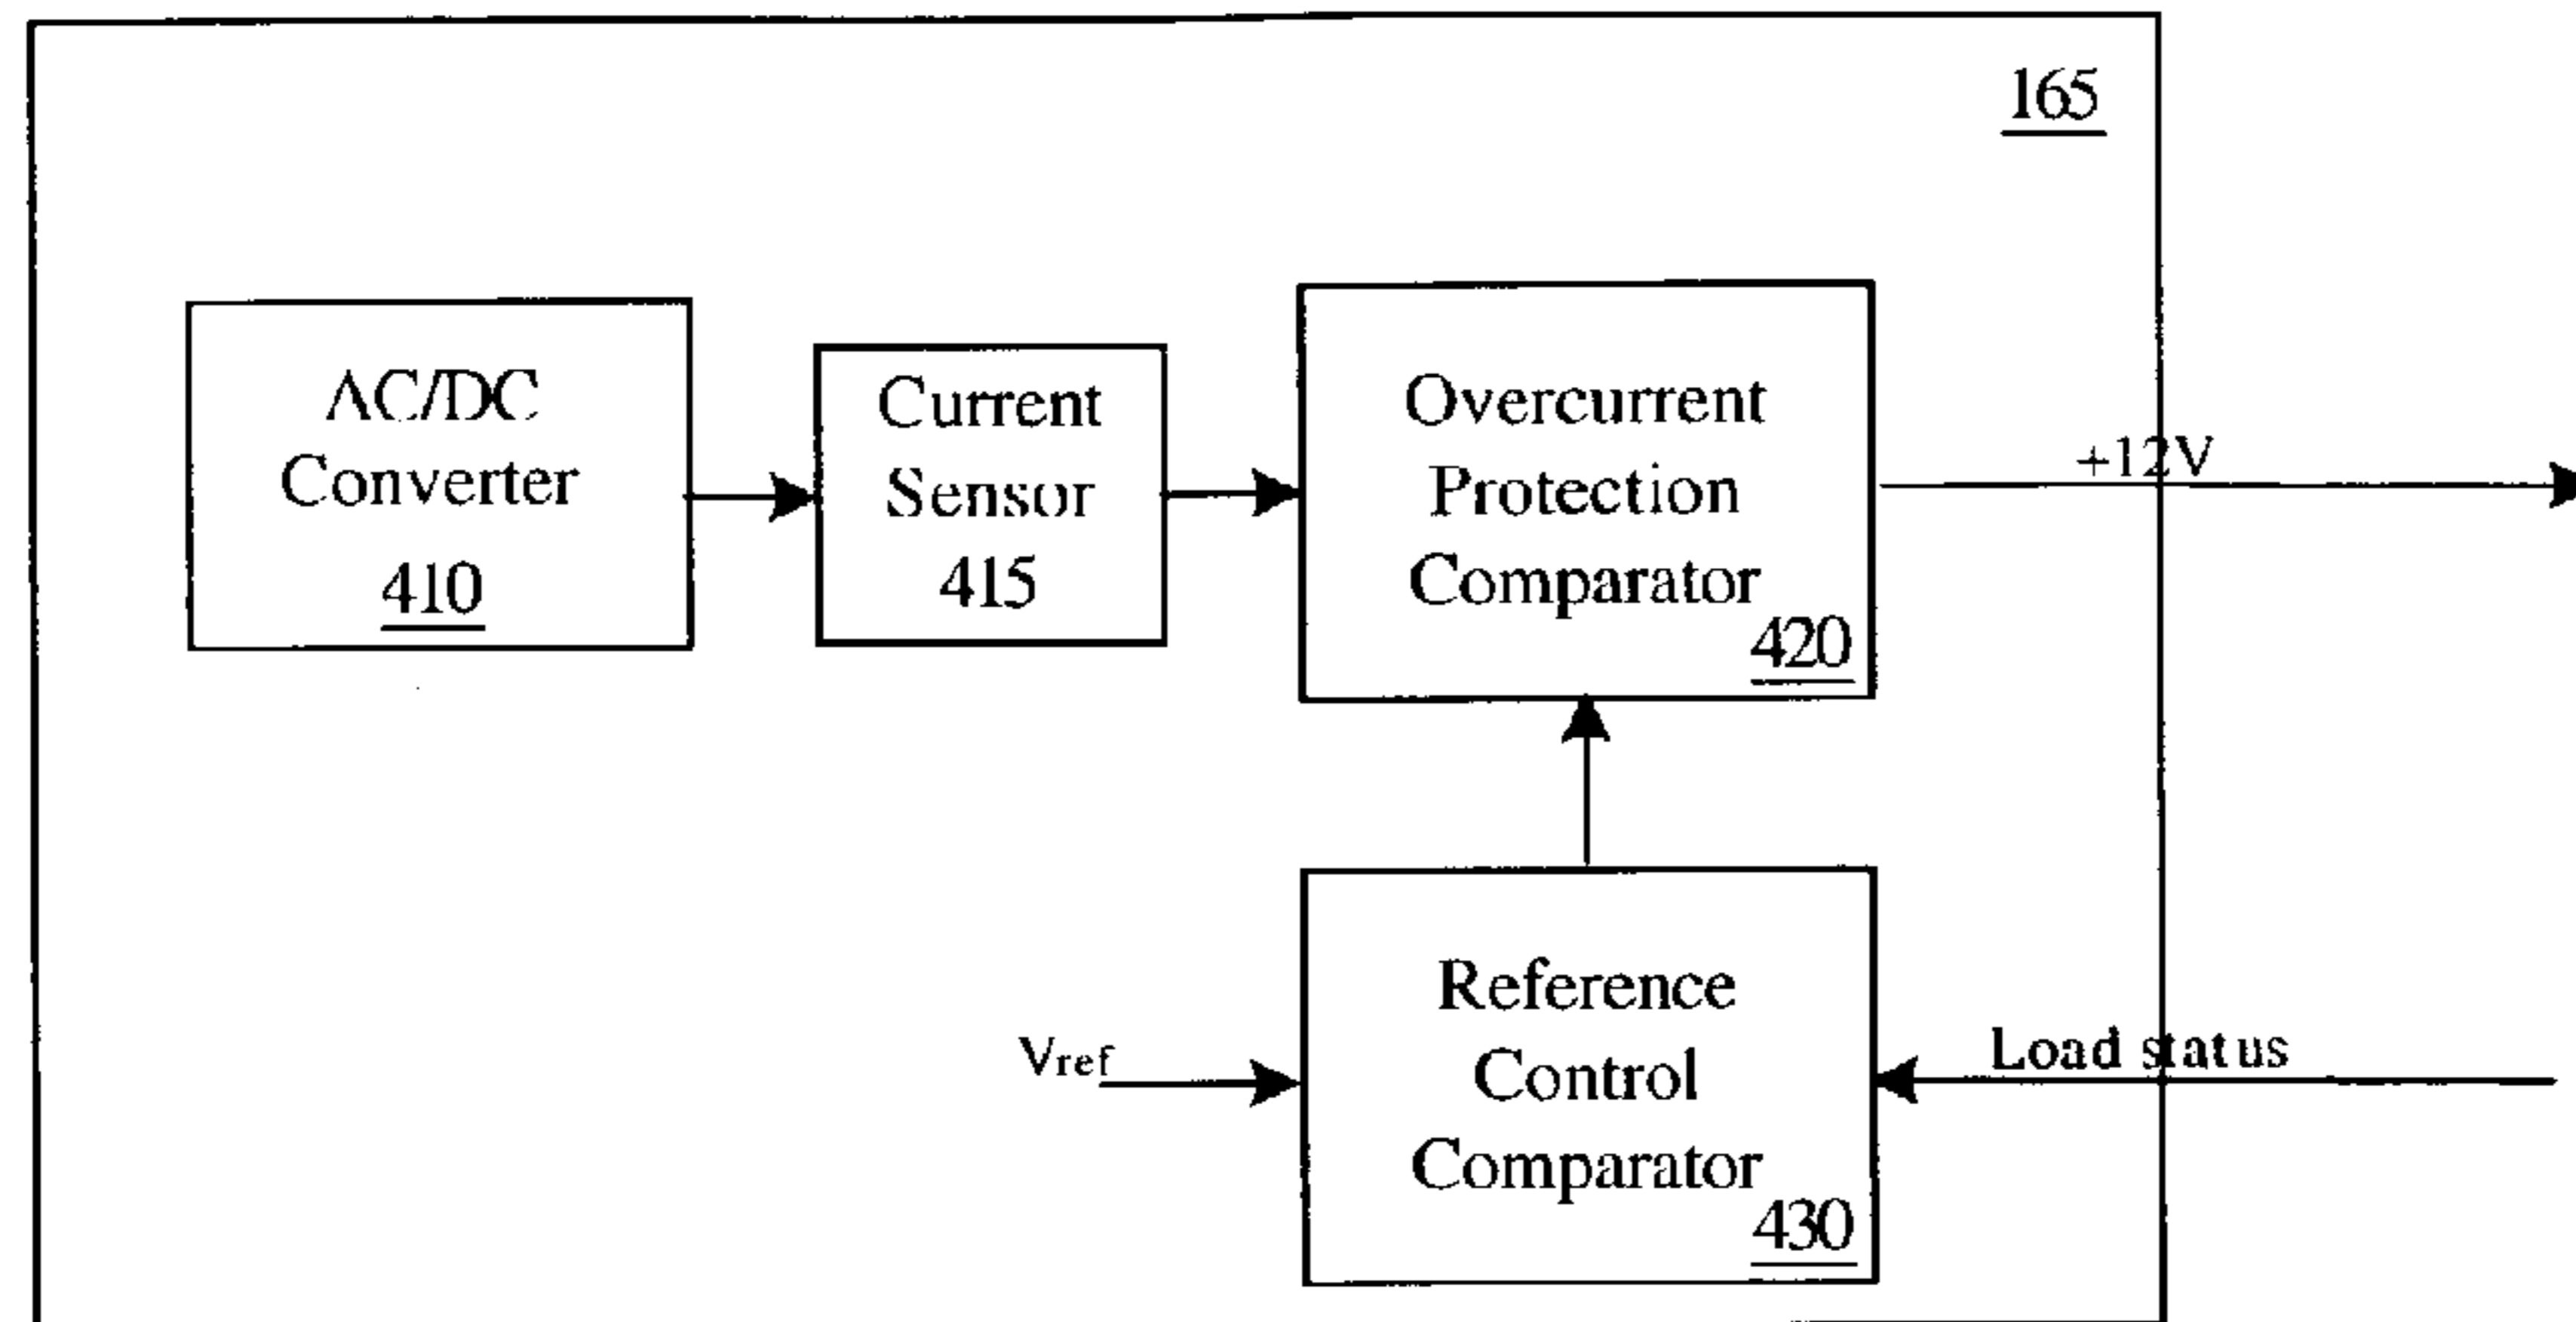 165
AC/DC
Converter
410
Current
Sensor
415
Overcurrent
Protection
Comparator
420
+12V
Reference
Control
Comparator
430
Vref
Load status